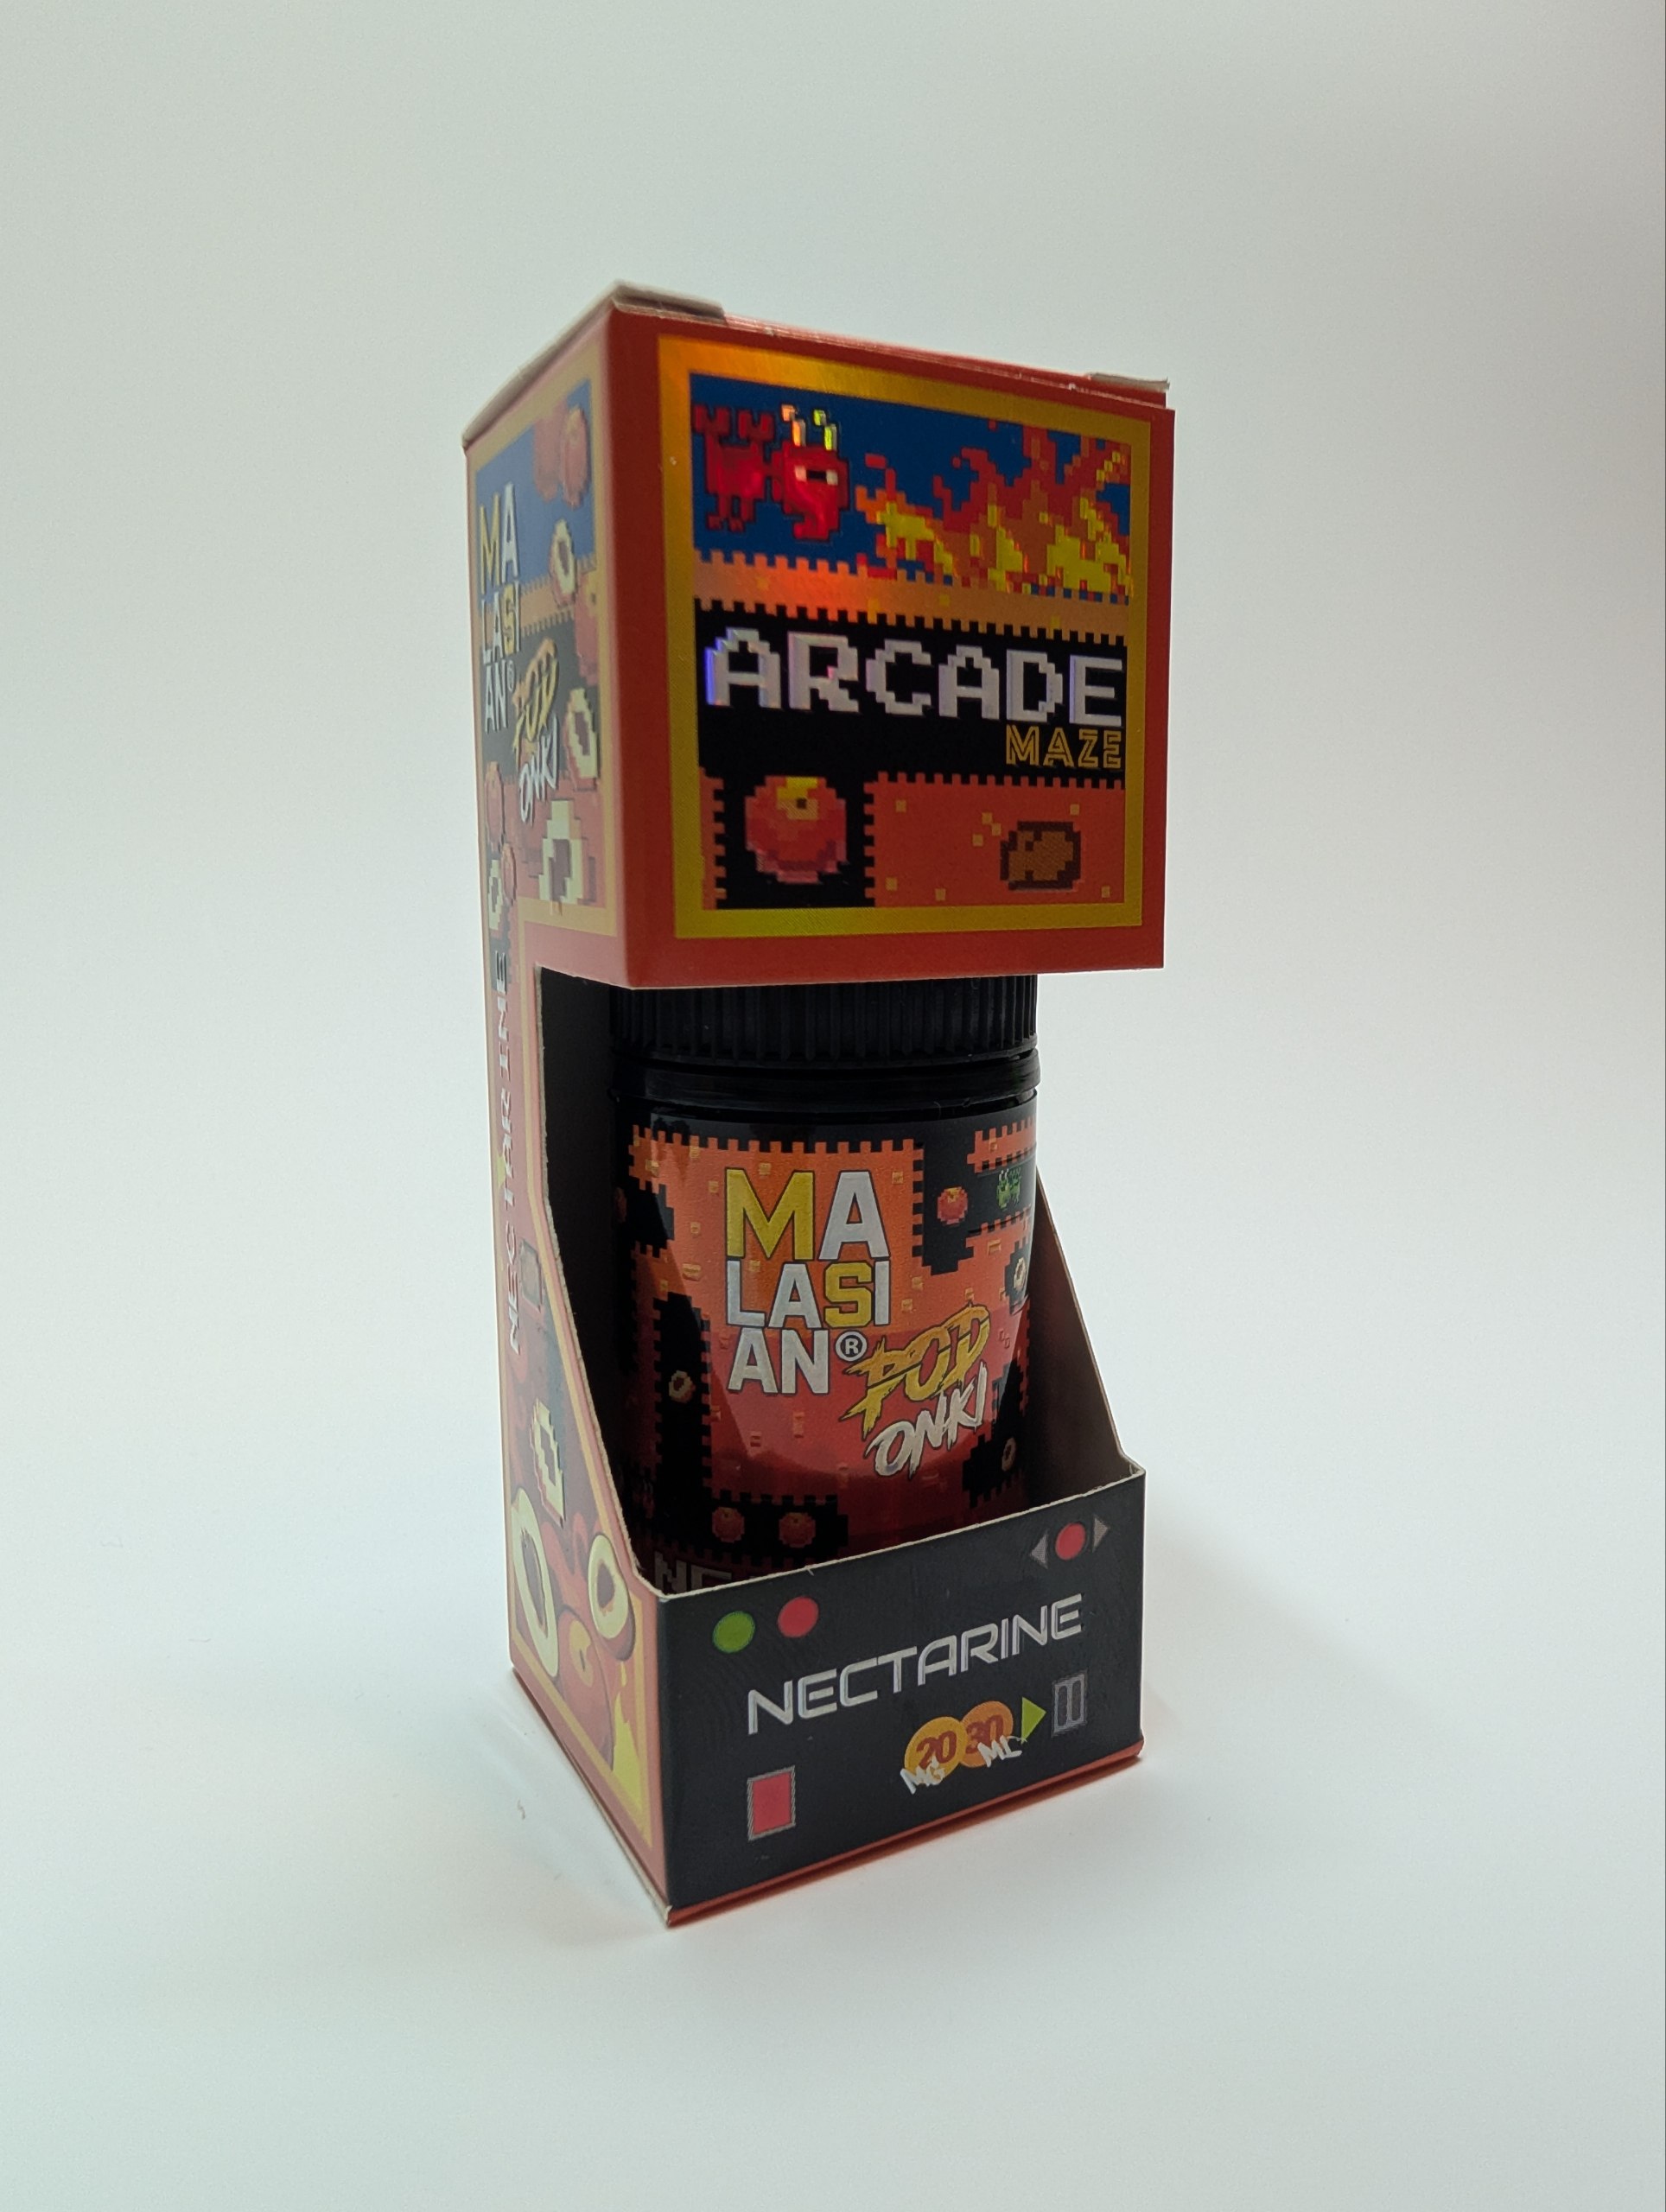 ARCADE
MAZE
MA
LASI
AN®
POD
ONKI
NECTARINE
MA
LASI
AN®
POD
ONKI
NECTARINE
20 30
MG ML